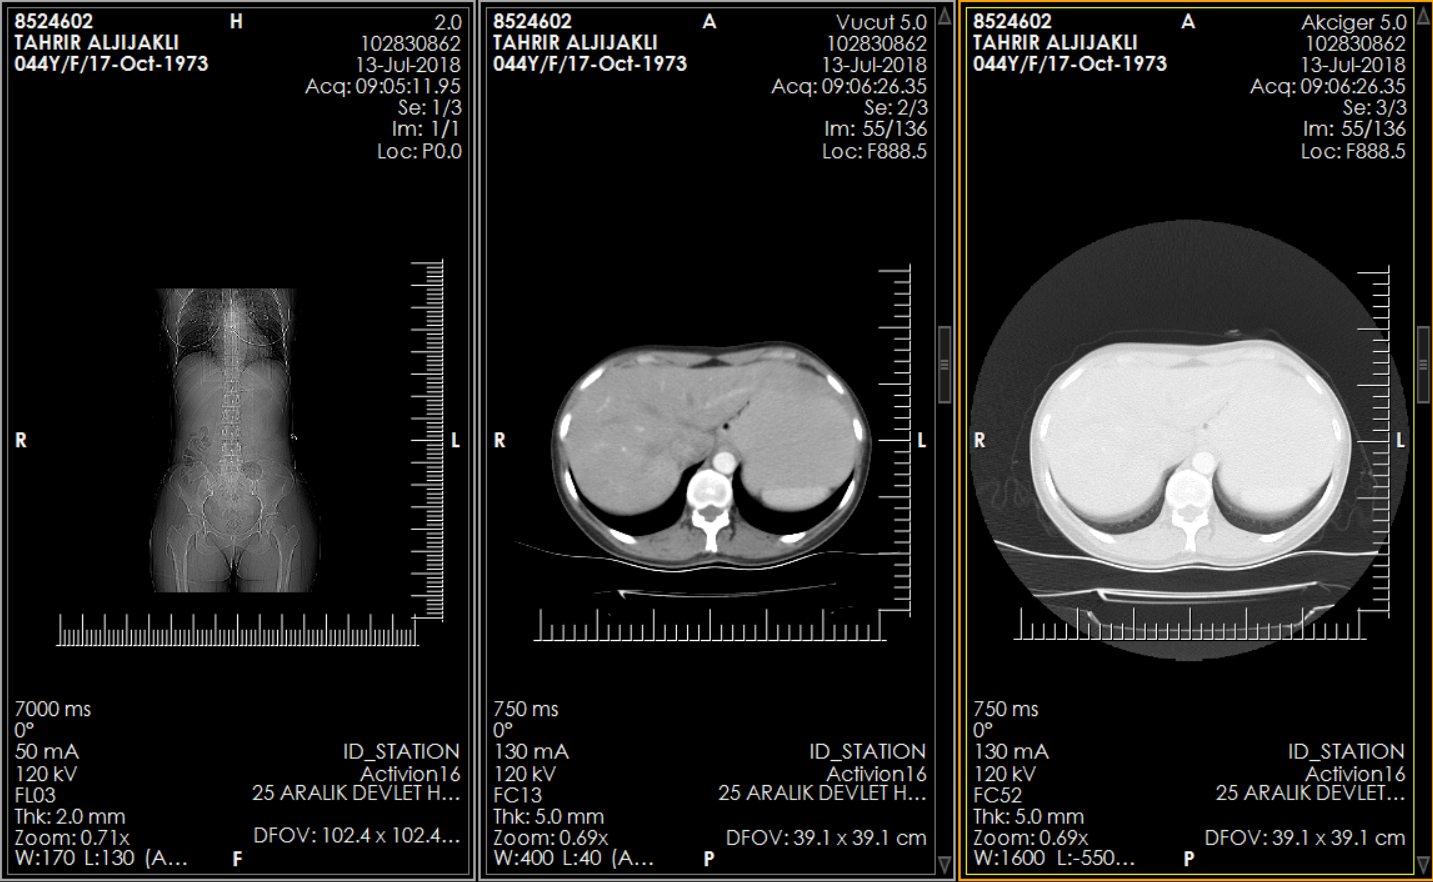 8524602 H 2.0
TAHRIR ALJIJAKLI 102830862
044Y/F/17-Oct-1973 13-Jul-2018
Acq: 09:05:11.95
Se: 1/3
Im: 1/1
Loc: P0.0
R L
7000 ms
0°
50 mA ID_STATION
120 kV Activion16
FL03 25 ARALIK DEVLET H...
Thk: 2.0 mm
Zoom: 0.71x DFOV: 102.4 x 102.4...
W:170 L:130 (A... F
8524602 A Vucut 5.0
TAHRIR ALJIJAKLI 102830862
044Y/F/17-Oct-1973 13-Jul-2018
Acq: 09:06:26.35
Se: 2/3
Im: 55/136
Loc: F888.5
R L
750 ms
0°
130 mA ID_STATION
120 kV Activion16
FC13 25 ARALIK DEVLET H...
Thk: 5.0 mm
Zoom: 0.69x DFOV: 39.1 x 39.1 cm
W:400 L:40 (A... P
8524602 A Akciger 5.0
TAHRIR ALJIJAKLI 102830862
044Y/F/17-Oct-1973 13-Jul-2018
Acq: 09:06:26.35
Se: 3/3
Im: 55/136
Loc: F888.5
R L
750 ms
0°
130 mA ID_STATION
120 kV Activion16
FC52 25 ARALIK DEVLET...
Thk: 5.0 mm
Zoom: 0.69x DFOV: 39.1 x 39.1 cm
W:1600 L:-550... P